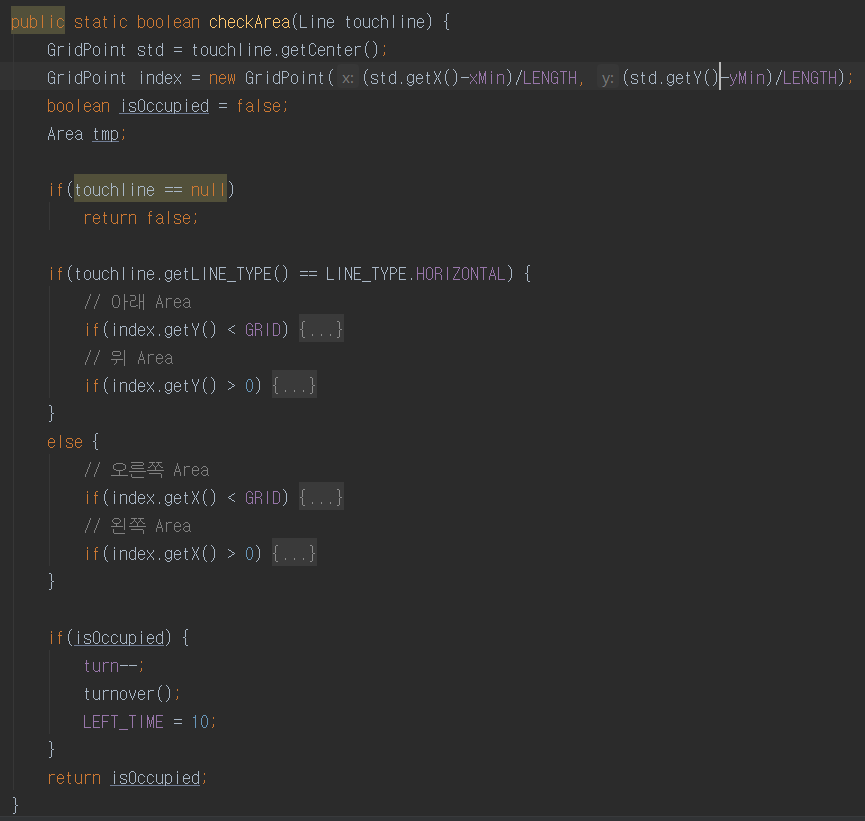 public static boolean checkArea(Line touchline) {
    GridPoint std = touchline.getCenter();
    GridPoint index = new GridPoint( x: (std.getX()-xMin)/LENGTH,  y: (std.getY()-yMin)/LENGTH);
    boolean isOccupied = false;
    Area tmp;

    if(touchline == null)
        return false;

    if(touchline.getLINE_TYPE() == LINE_TYPE.HORIZONTAL) {
        // 아래 Area
        if(index.getY() < GRID) {...}
        // 위 Area
        if(index.getY() > 0) {...}
    }
    else {
        // 오른쪽 Area
        if(index.getX() < GRID) {...}
        // 왼쪽 Area
        if(index.getX() > 0) {...}
    }

    if(isOccupied) {
        turn--;
        turnover();
        LEFT_TIME = 10;
    }
    return isOccupied;
}